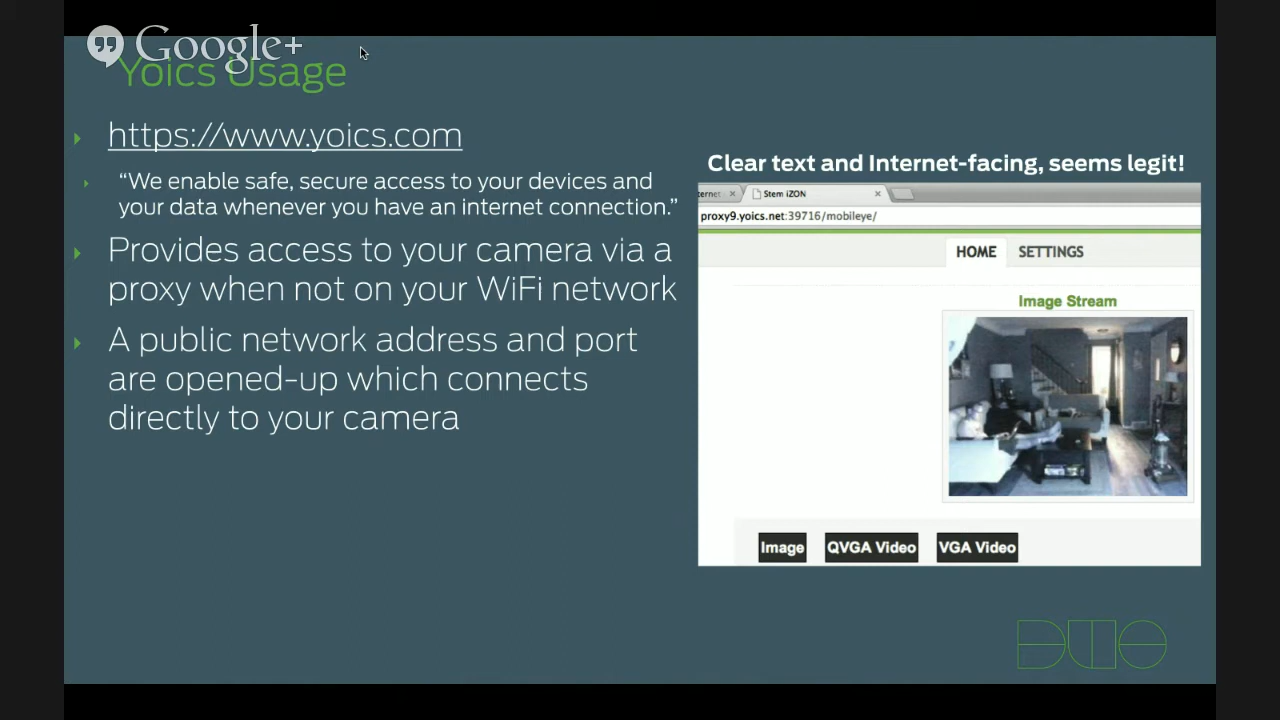 Google+
Yoics Usage
https://www.yoics.com
“We enable safe, secure access to your devices and
your data whenever you have an internet connection.”
Provides access to your camera via a
proxy when not on your WiFi network
A public network address and port
are opened-up which connects
directly to your camera
Clear text and Internet-facing, seems legit!
ternet
Stem iZON
proxy9.yoics.net:39716/mobileye/
HOME SETTINGS
Image Stream
Image QVGA Video VGA Video
DUO